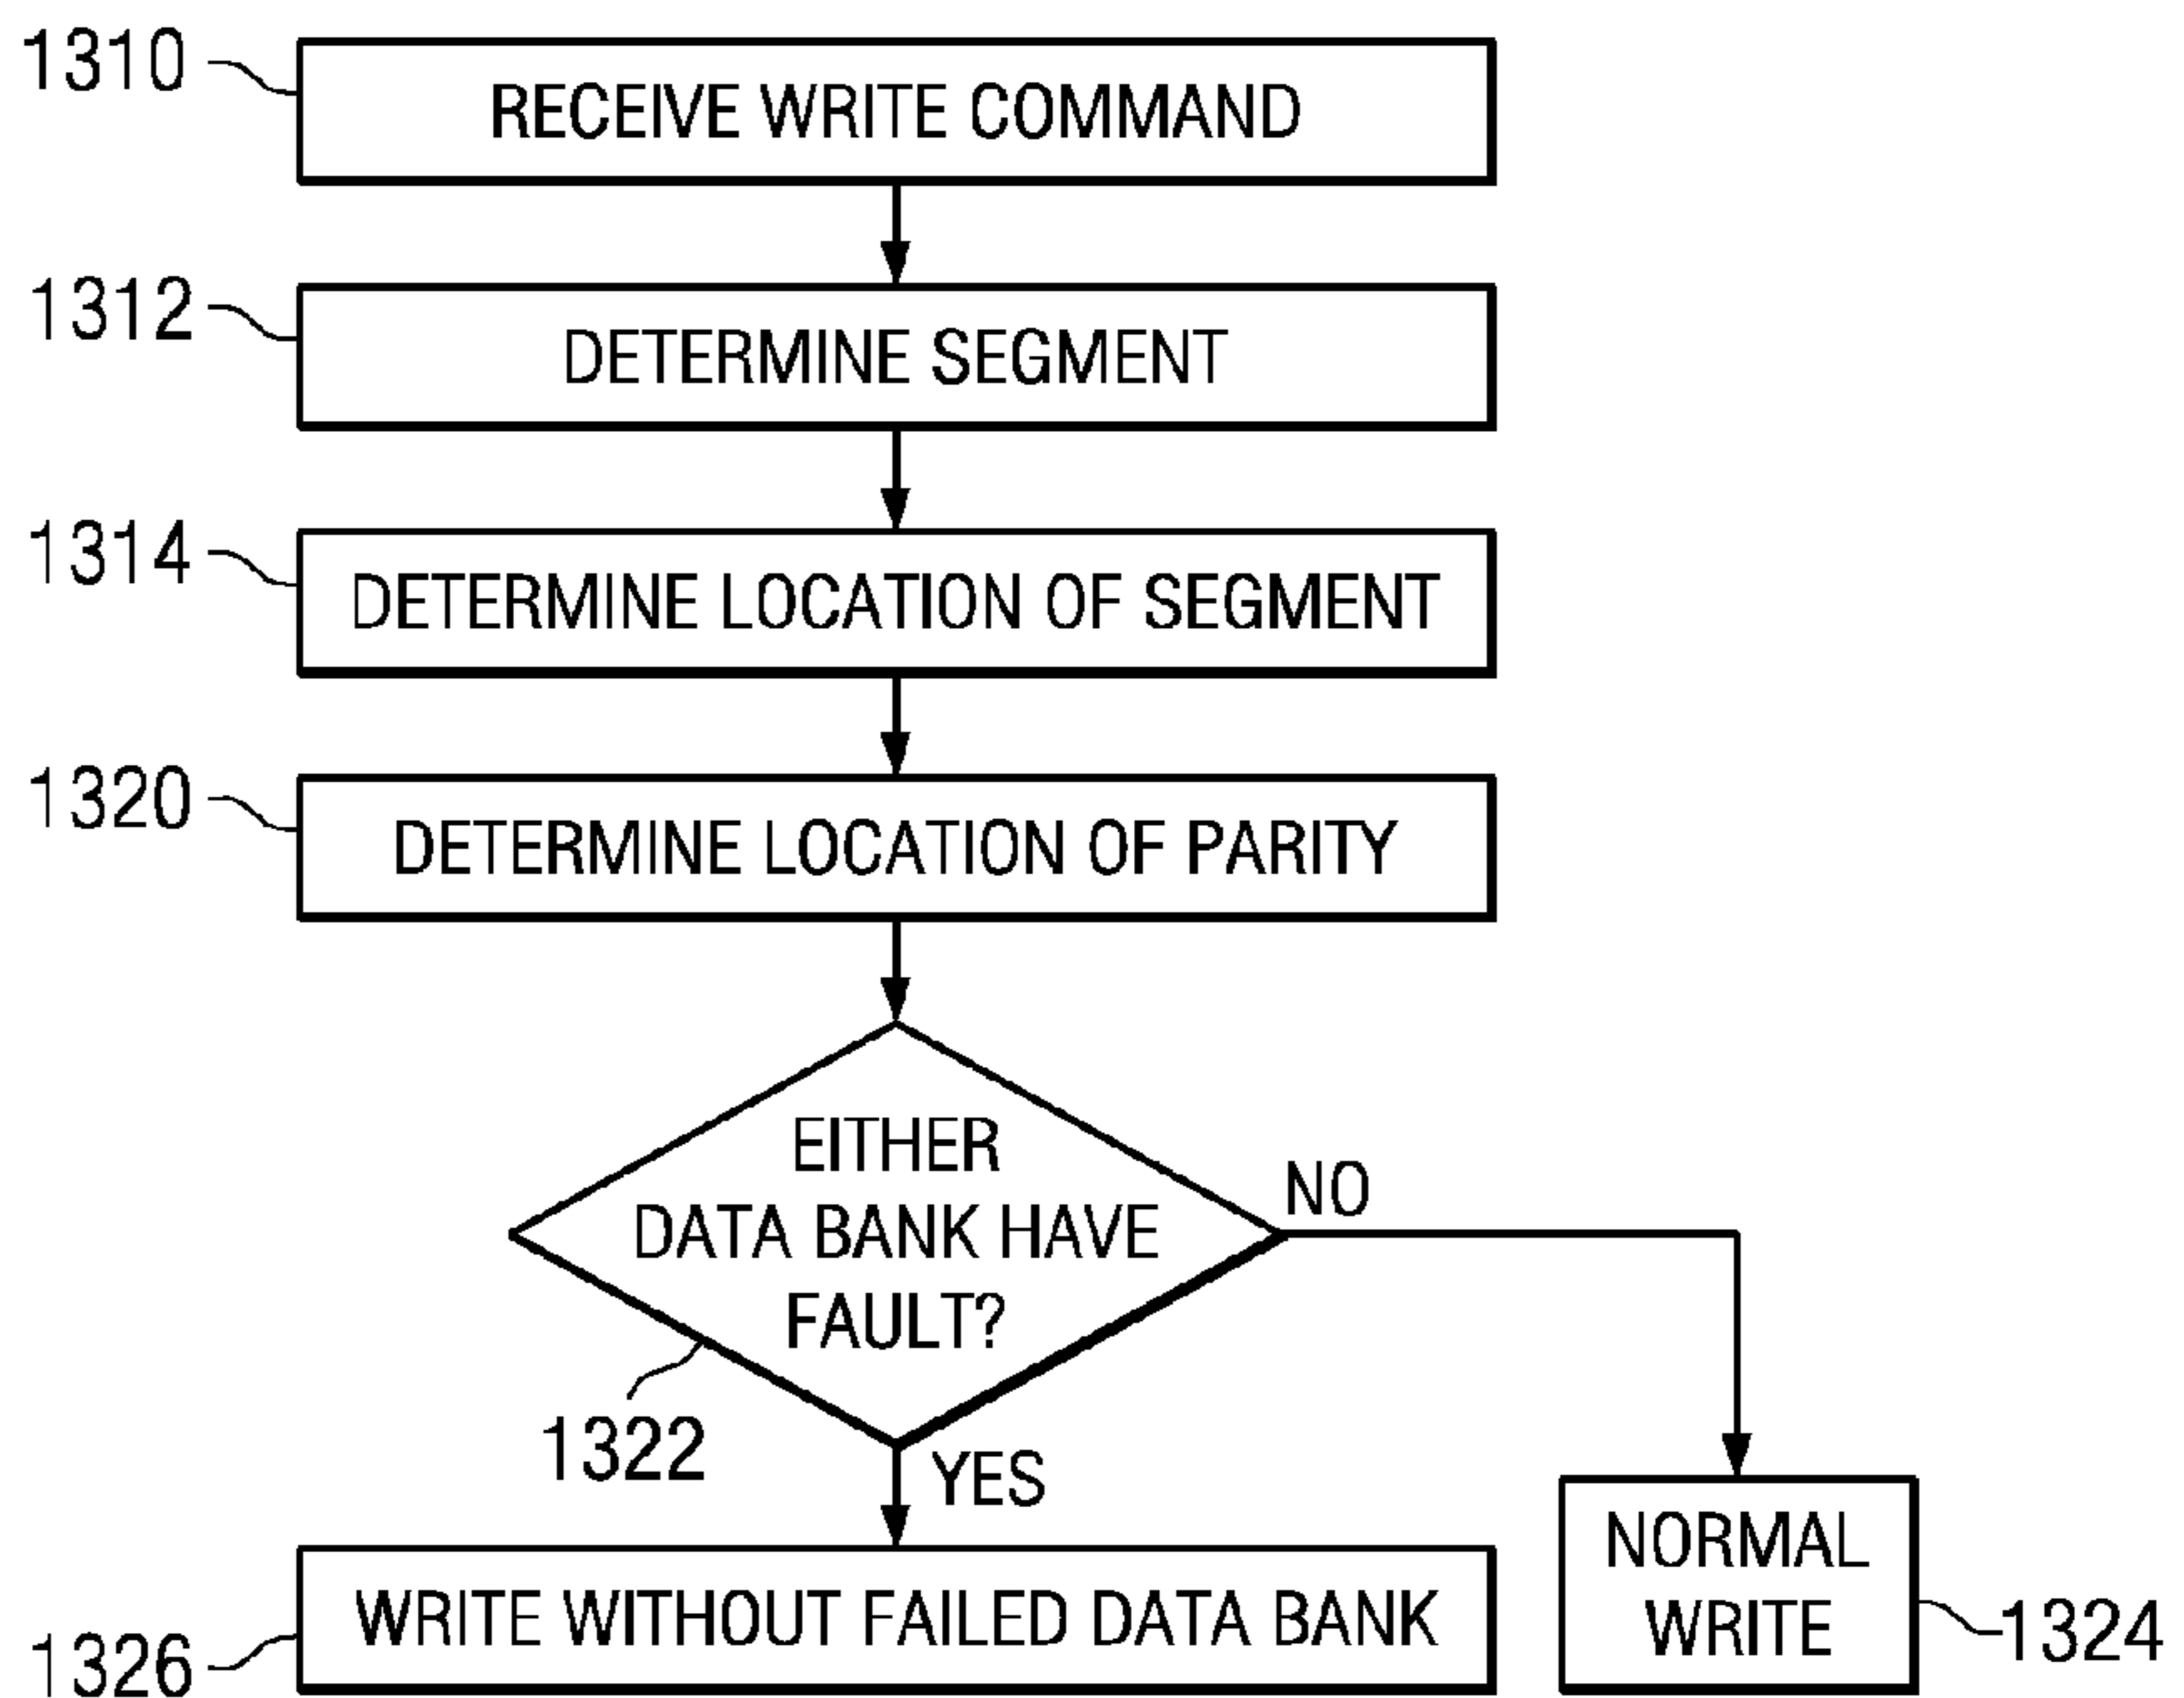 1310
RECEIVE WRITE COMMAND
1312
DETERMINE SEGMENT
1314
DETERMINE LOCATION OF SEGMENT
1320
DETERMINE LOCATION OF PARITY
EITHER
DATA BANK HAVE
FAULT?
NO
1322
YES
NORMAL
WRITE
1324
WRITE WITHOUT FAILED DATA BANK
1326